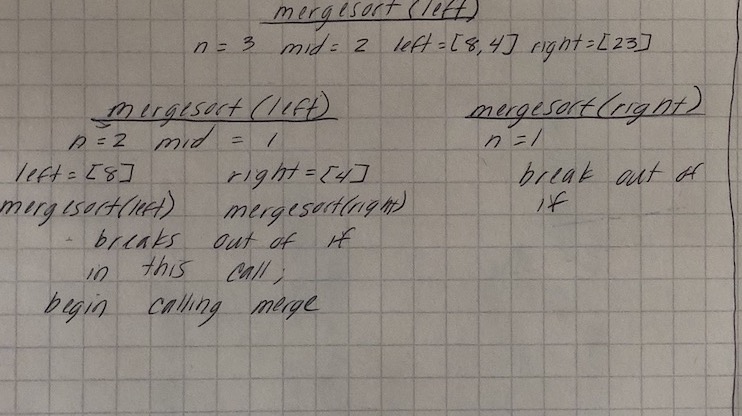 mergesort(left)
n = 3 mid = 2 left = [8,4] right = [23]
mergesort(left)
n = 2 mid = 1
left = [8] right = [4]
mergesort(left) mergesort(right)
breaks out of if
in this call;
begin calling merge
mergesort(right)
n = 1
break out of
if